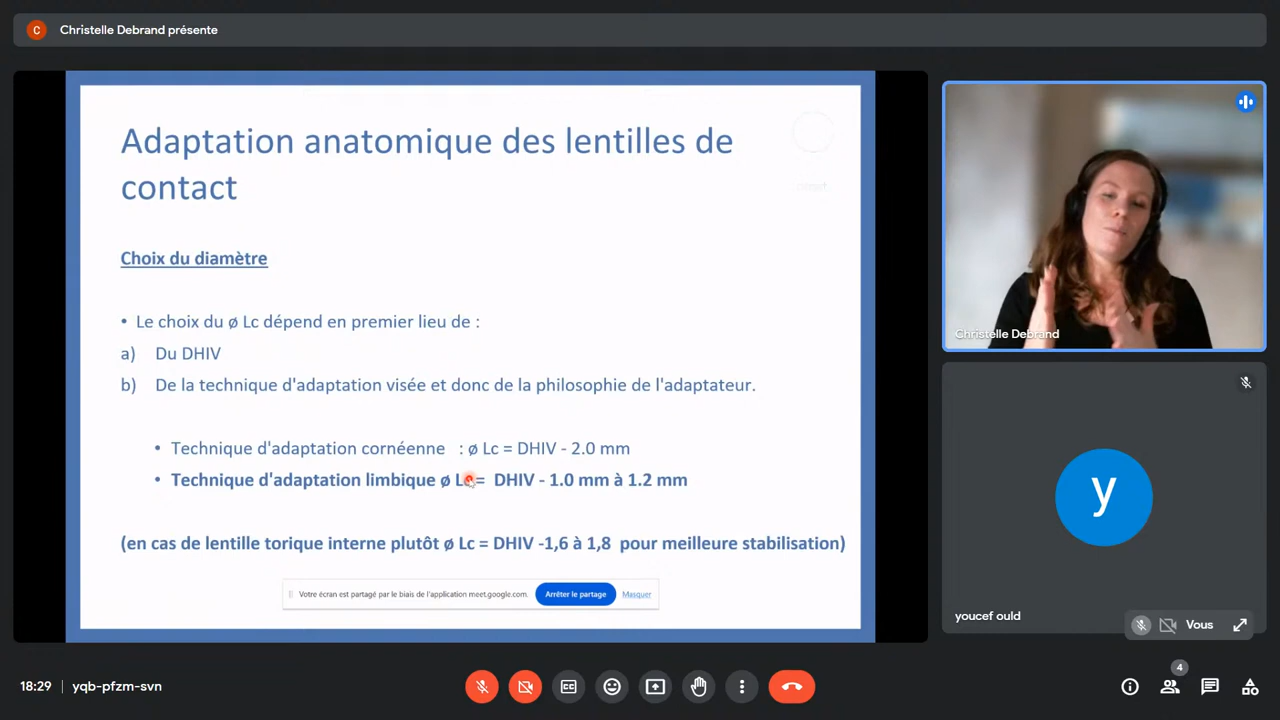 C Christelle Debrand présente
Adaptation anatomique des lentilles de
contact
Choix du diamètre
• Le choix du ø Lc dépend en premier lieu de :
a) Du DHIV
b) De la technique d'adaptation visée et donc de la philosophie de l'adaptateur.
• Technique d'adaptation cornéenne : ø Lc = DHIV - 2.0 mm
• Technique d'adaptation limbique ø Lc = DHIV - 1.0 mm à 1.2 mm
(en cas de lentille torique interne plutôt ø Lc = DHIV -1,6 à 1,8 pour meilleure stabilisation)
Votre écran est partagé par le biais de l'application meet.google.com. Arrêter le partage Masquer
Christelle Debrand
y
youcef ould
Vous
18:29 | yqb-pfzm-svn
CC
4